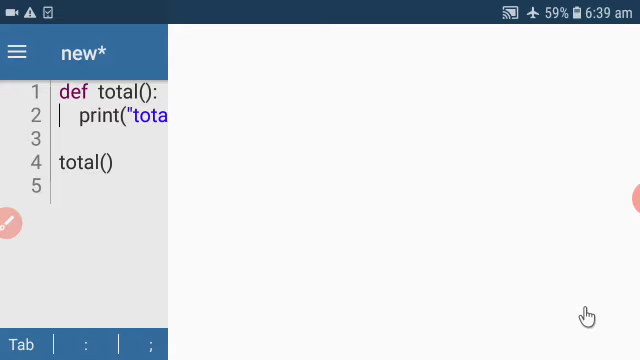 59% 6:39 am
new*
1 def total():
2 print("tota
3
4 total()
5
Tab : ;